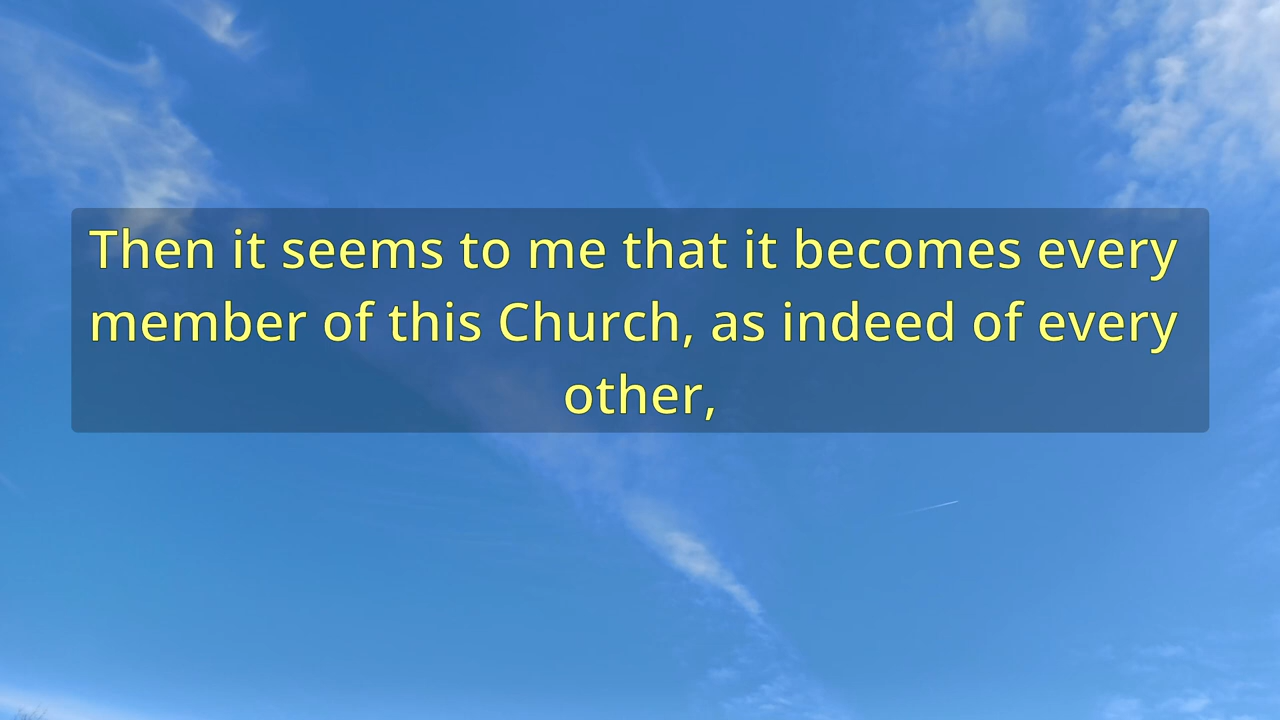 Then it seems to me that it becomes every
member of this Church, as indeed of every
other,